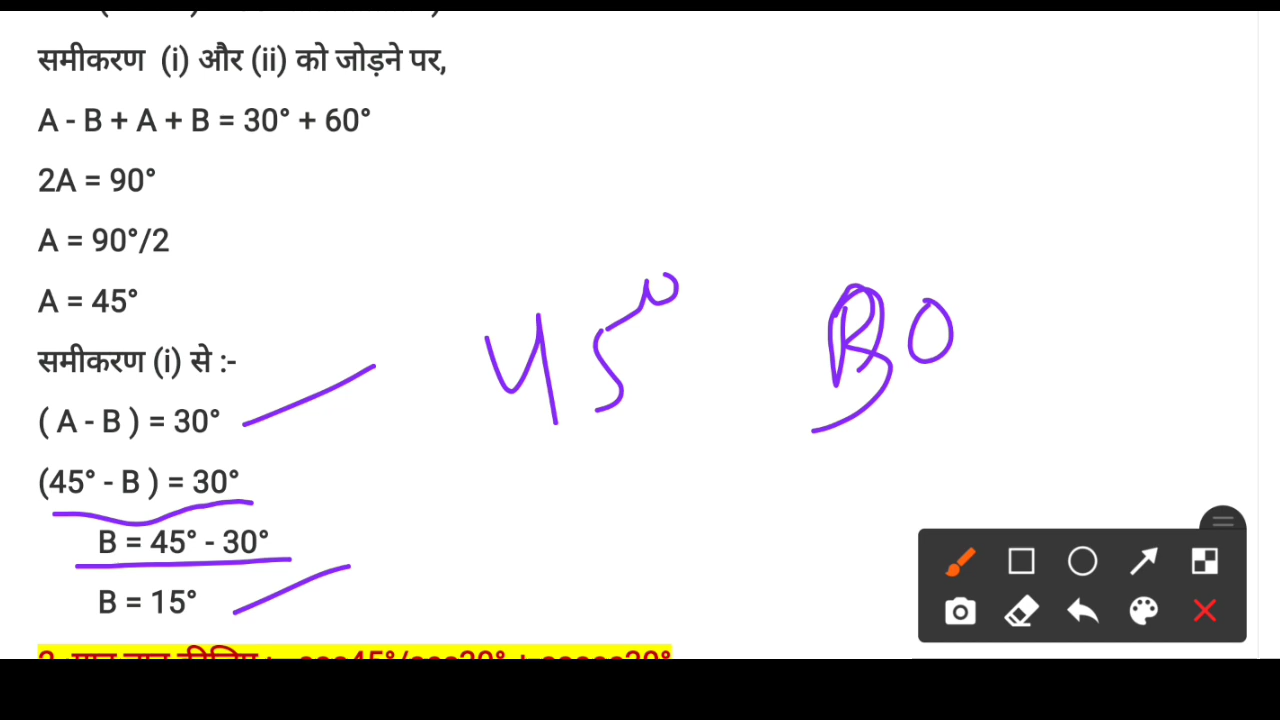 समीकरण (i) और (ii) को जोड़ने पर,
A - B + A + B = 30° + 60°
2A = 90°
A = 90°/2
A = 45°
समीकरण (i) से :-
( A - B ) = 30°
(45° - B ) = 30°
B = 45° - 30°
B = 15°
45°